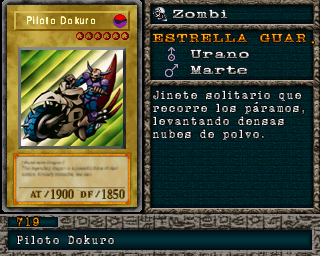 Piloto Dokuro
AT/1900 DF/1850
Zombi
ESTRELLA GUAR.
Urano
Marte
Jinete solitario que
recorre los páramos,
levantando densas
nubes de polvo.
719
Piloto Dokuro